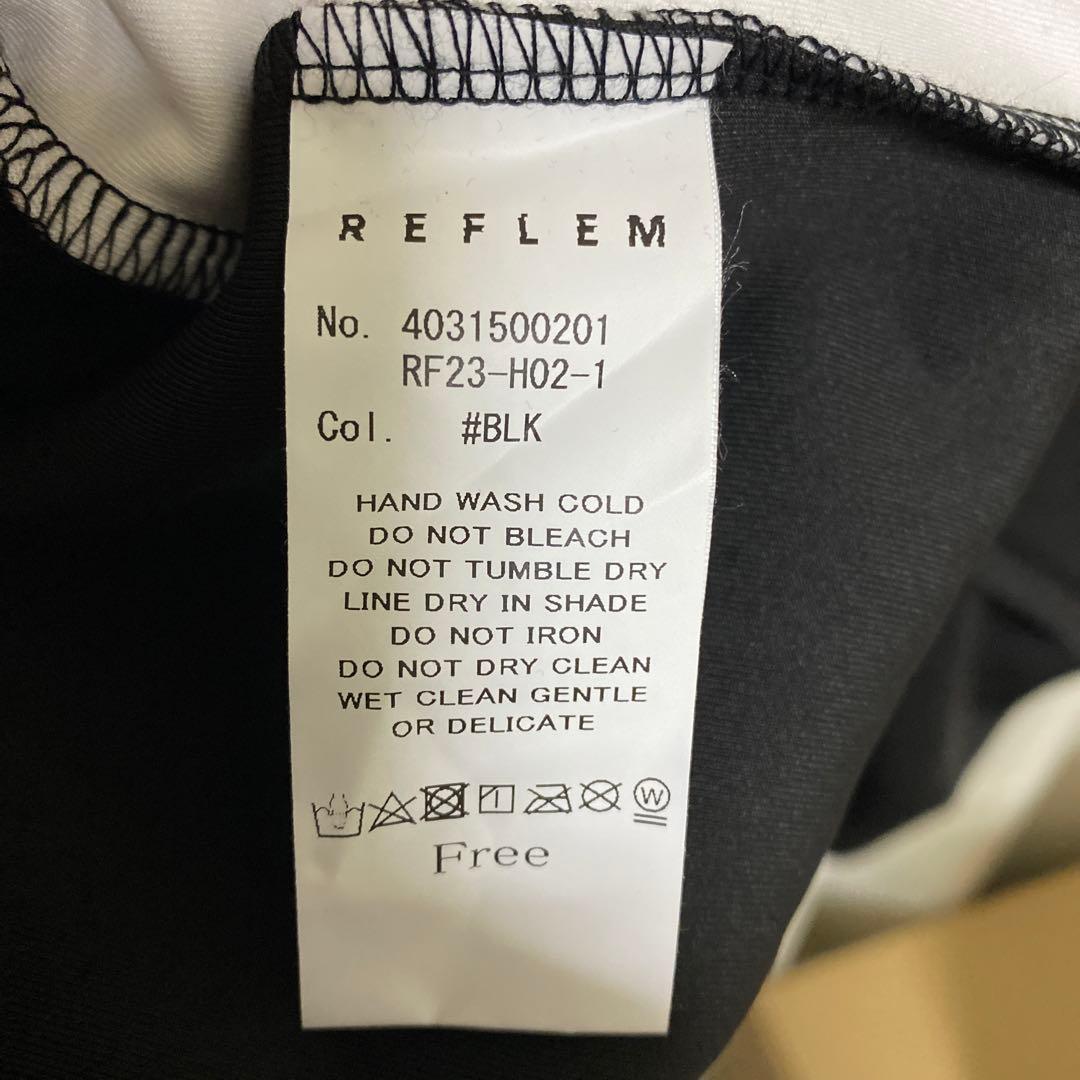 REFLEM
No. 4031500201
RF23-H02-1
Col. #BLK
HAND WASH COLD
DO NOT BLEACH
DO NOT TUMBLE DRY
LINE DRY IN SHADE
DO NOT IRON
DO NOT DRY CLEAN
WET CLEAN GENTLE
OR DELICATE
W
Free